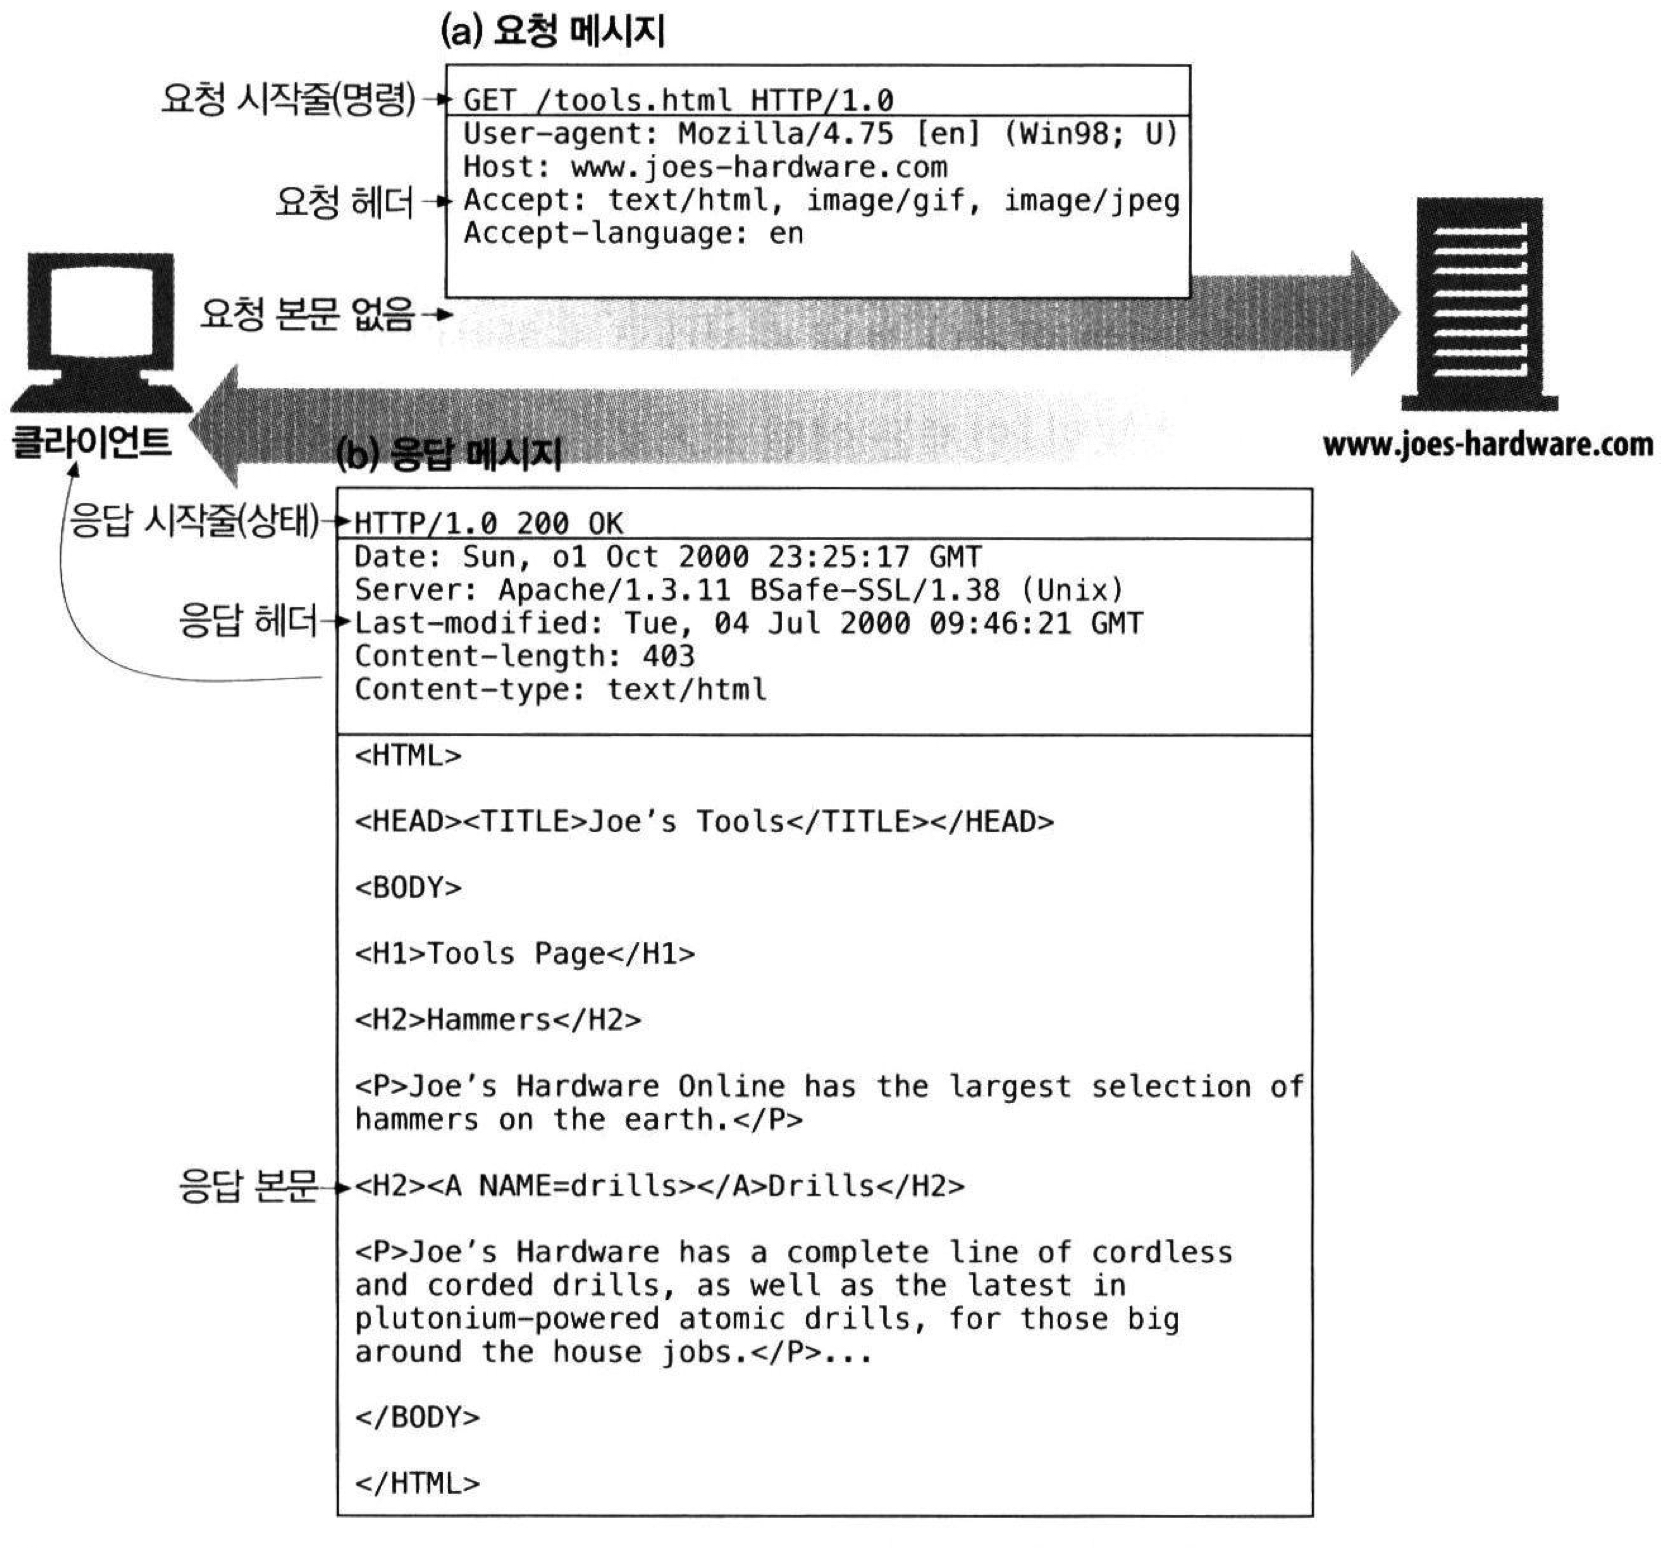 (a) 요청 메시지
요청 시작줄(명령)
GET /tools.html HTTP/1.0
User-agent: Mozilla/4.75 [en] (Win98; U)
Host: www.joes-hardware.com
요청 헤더
Accept: text/html, image/gif, image/jpeg
Accept-language: en
요청 본문 없음
클라이언트
www.joes-hardware.com
(b) 응답 메시지
응답 시작줄(상태)
HTTP/1.0 200 OK
Date: Sun, o1 Oct 2000 23:25:17 GMT
Server: Apache/1.3.11 BSafe-SSL/1.38 (Unix)
응답 헤더
Last-modified: Tue, 04 Jul 2000 09:46:21 GMT
Content-length: 403
Content-type: text/html
<HTML>
<HEAD><TITLE>Joe's Tools</TITLE></HEAD>
<BODY>
<H1>Tools Page</H1>
<H2>Hammers</H2>
<P>Joe's Hardware Online has the largest selection of
hammers on the earth.</P>
응답 본문
<H2><A NAME=drills></A>Drills</H2>
<P>Joe's Hardware has a complete line of cordless
and corded drills, as well as the latest in
plutonium-powered atomic drills, for those big
around the house jobs.</P>...
</BODY>
</HTML>